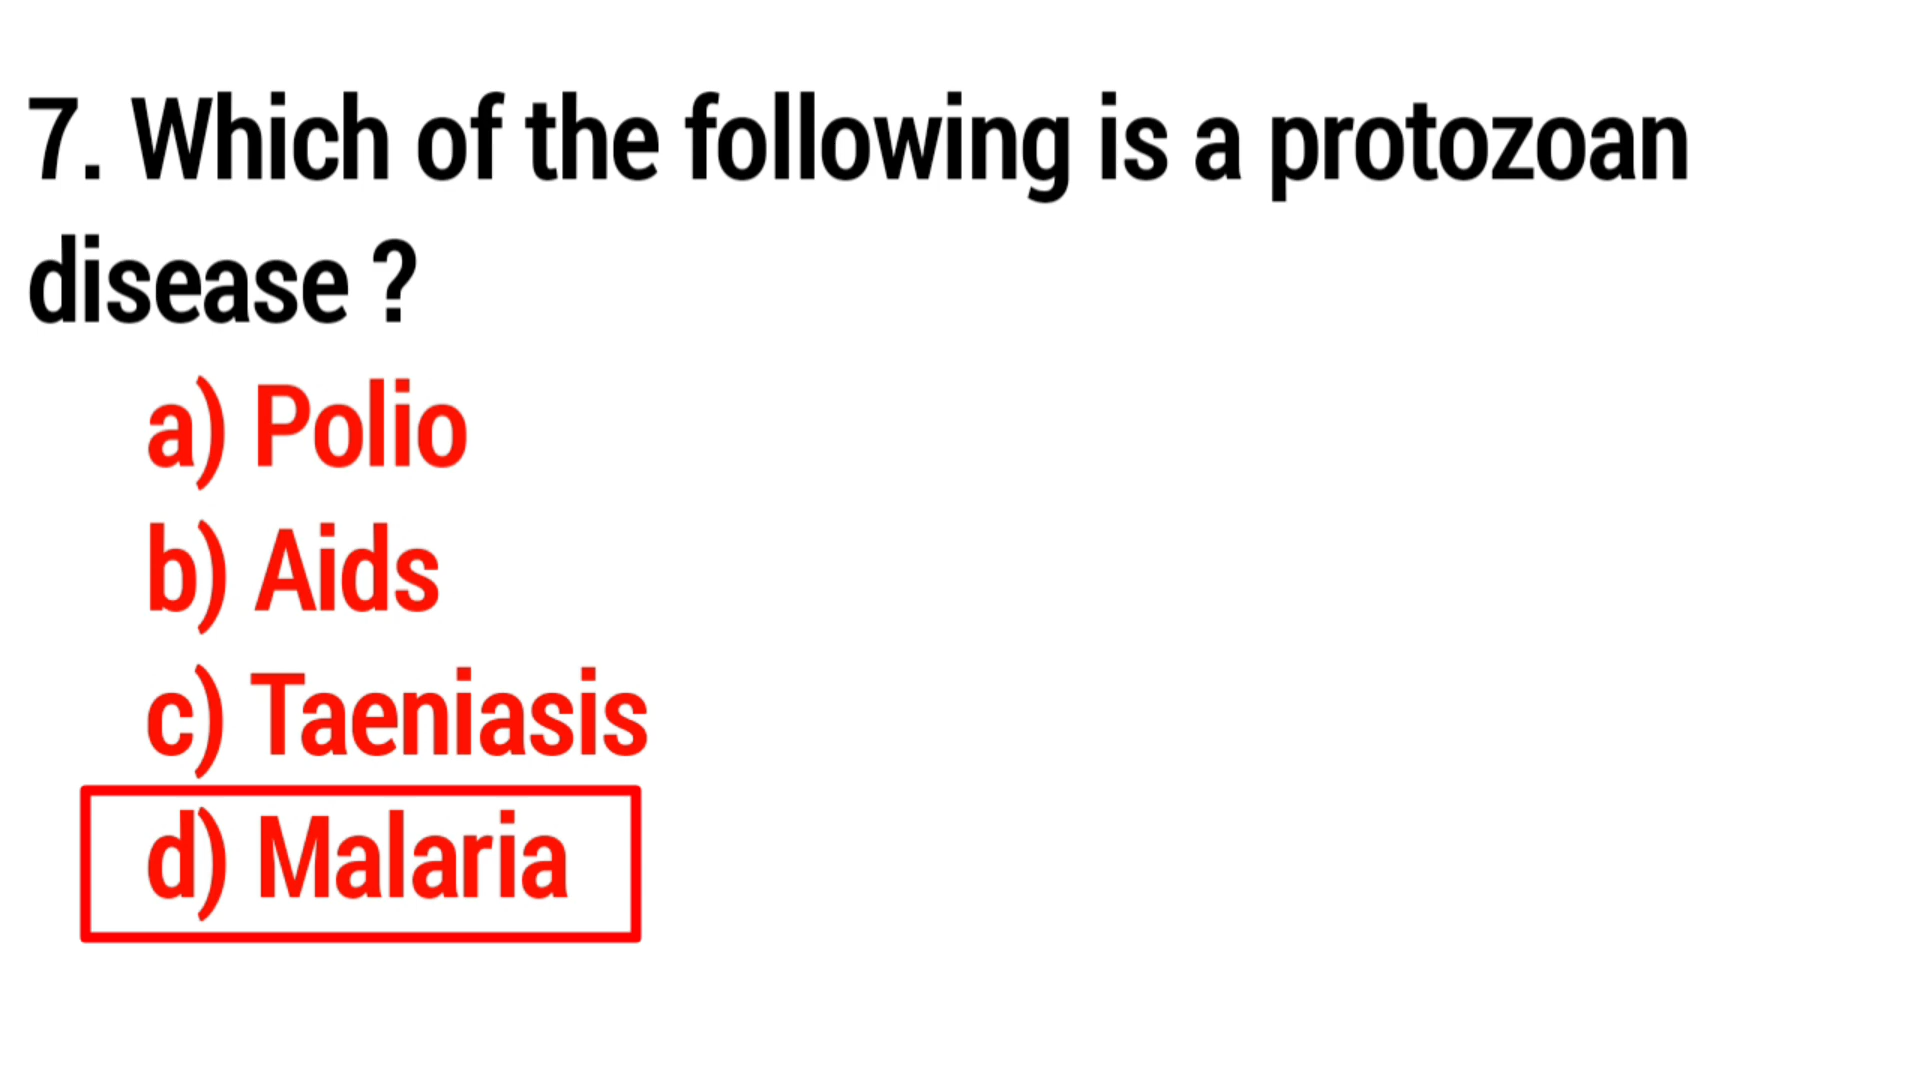 7. Which of the following is a protozoan
disease ?
a) Polio
b) Aids
c) Taeniasis
d) Malaria